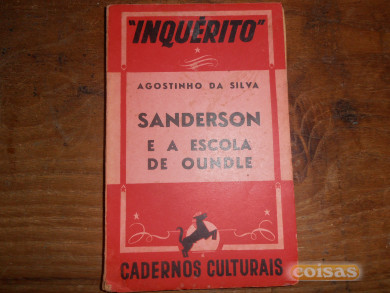 "INQUÉRITO"
AGOSTINHO DA SILVA
SANDERSON
E A ESCOLA
DE OUNDLE
CADERNOS CULTURAIS
coisas